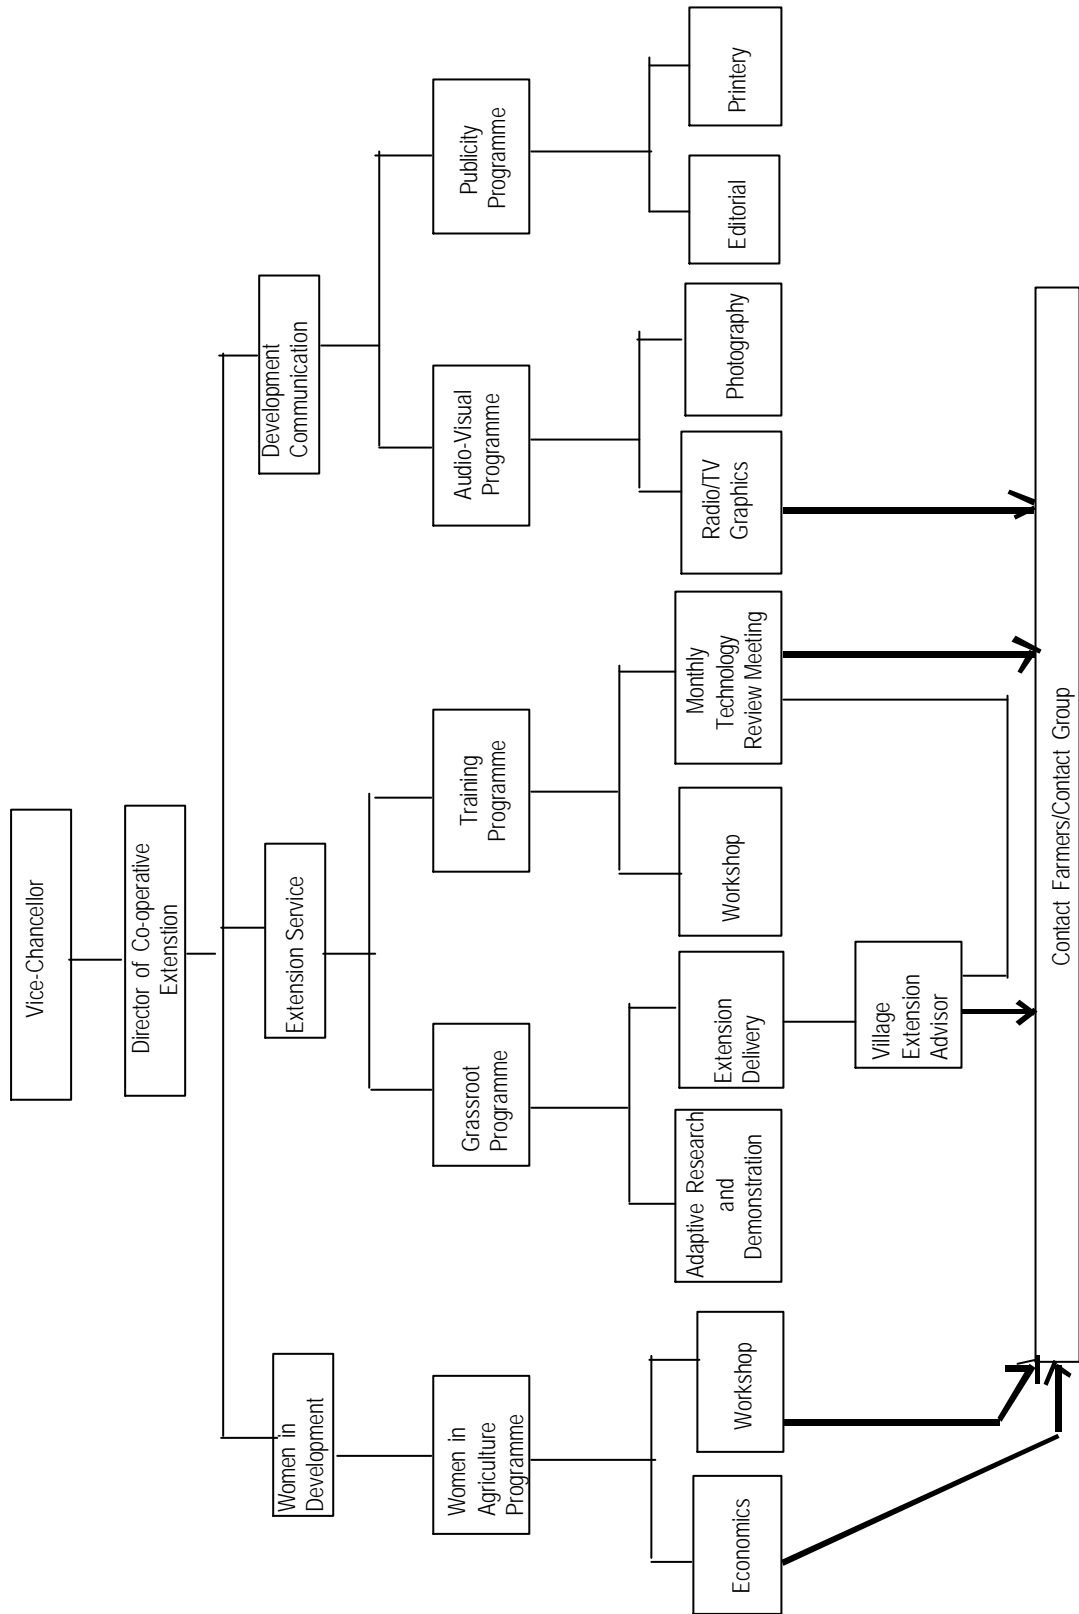 Vice-Chancellor
Director of Co-operative
Extenstion
Women in
Development
Extension Service
Development
Communication
Women in
Agriculture
Programme
Grassroot
Programme
Training
Programme
Audio-Visual
Programme
Publicity
Programme
Economics
Workshop
Adaptive Research
and
Demonstration
Extension
Delivery
Workshop
Monthly
Technology
Review Meeting
Radio/TV
Graphics
Photography
Editorial
Printery
Village
Extension
Advisor
Contact Farmers/Contact Group